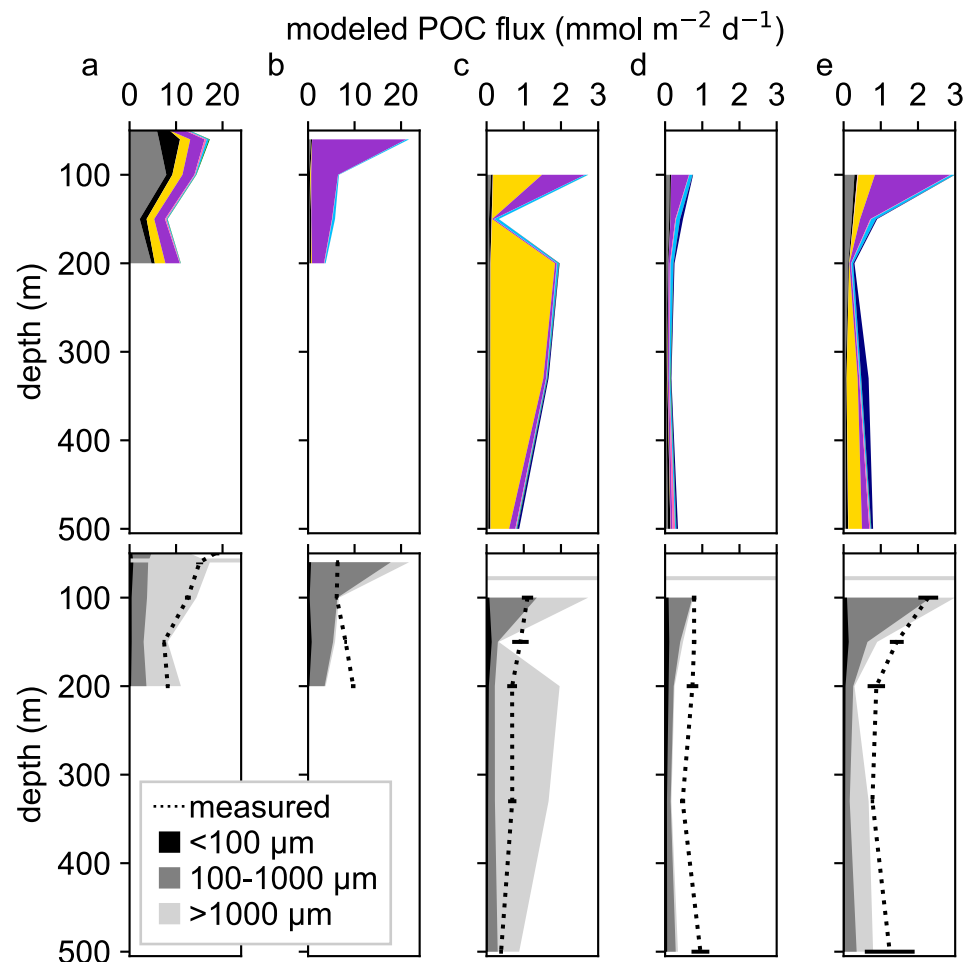 modeled POC flux (mmol m⁻² d⁻¹)
a b c d e
0 10 20 0 10 20 0 1 2 3 0 1 2 3 0 1 2 3
100
200
300
400
500
depth (m)
100
200
300
400
500
depth (m)
measured
<100 µm
100-1000 µm
>1000 µm